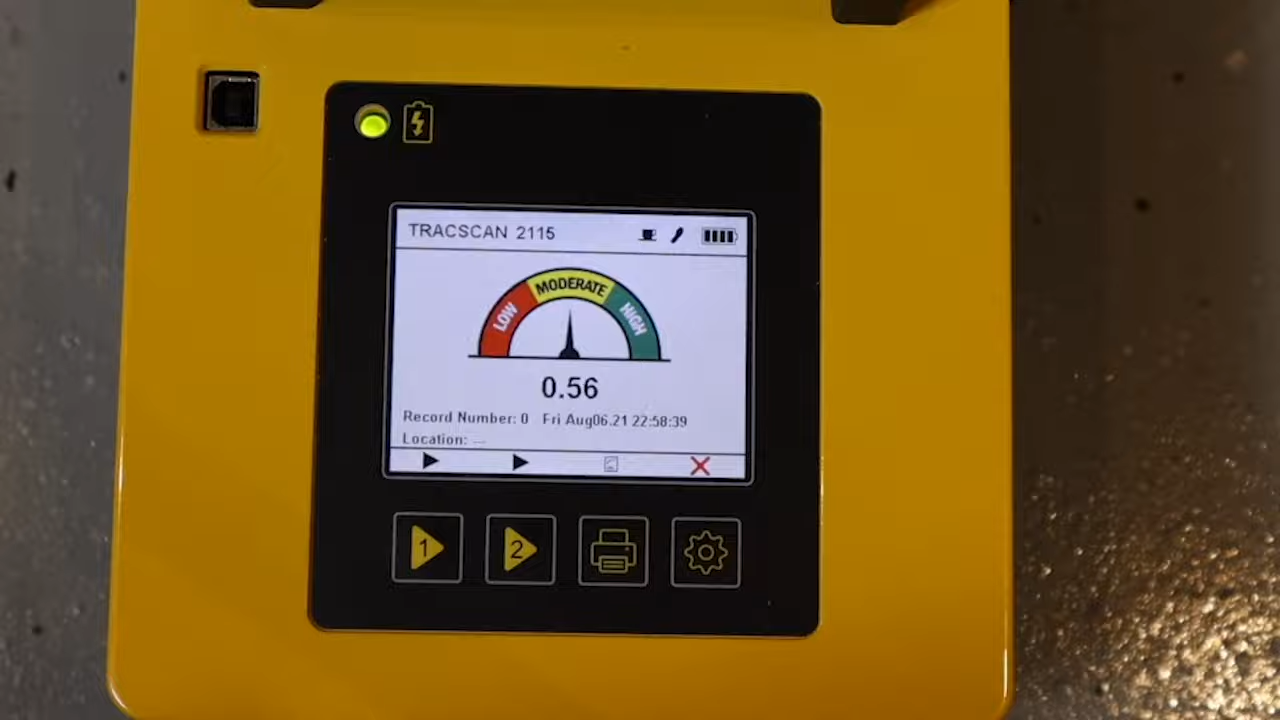 TRACSCAN 2115
LOW MODERATE HIGH
0.56
Record Number: 0 Fri Aug06.21 22:58:39
Location: ---
1 2